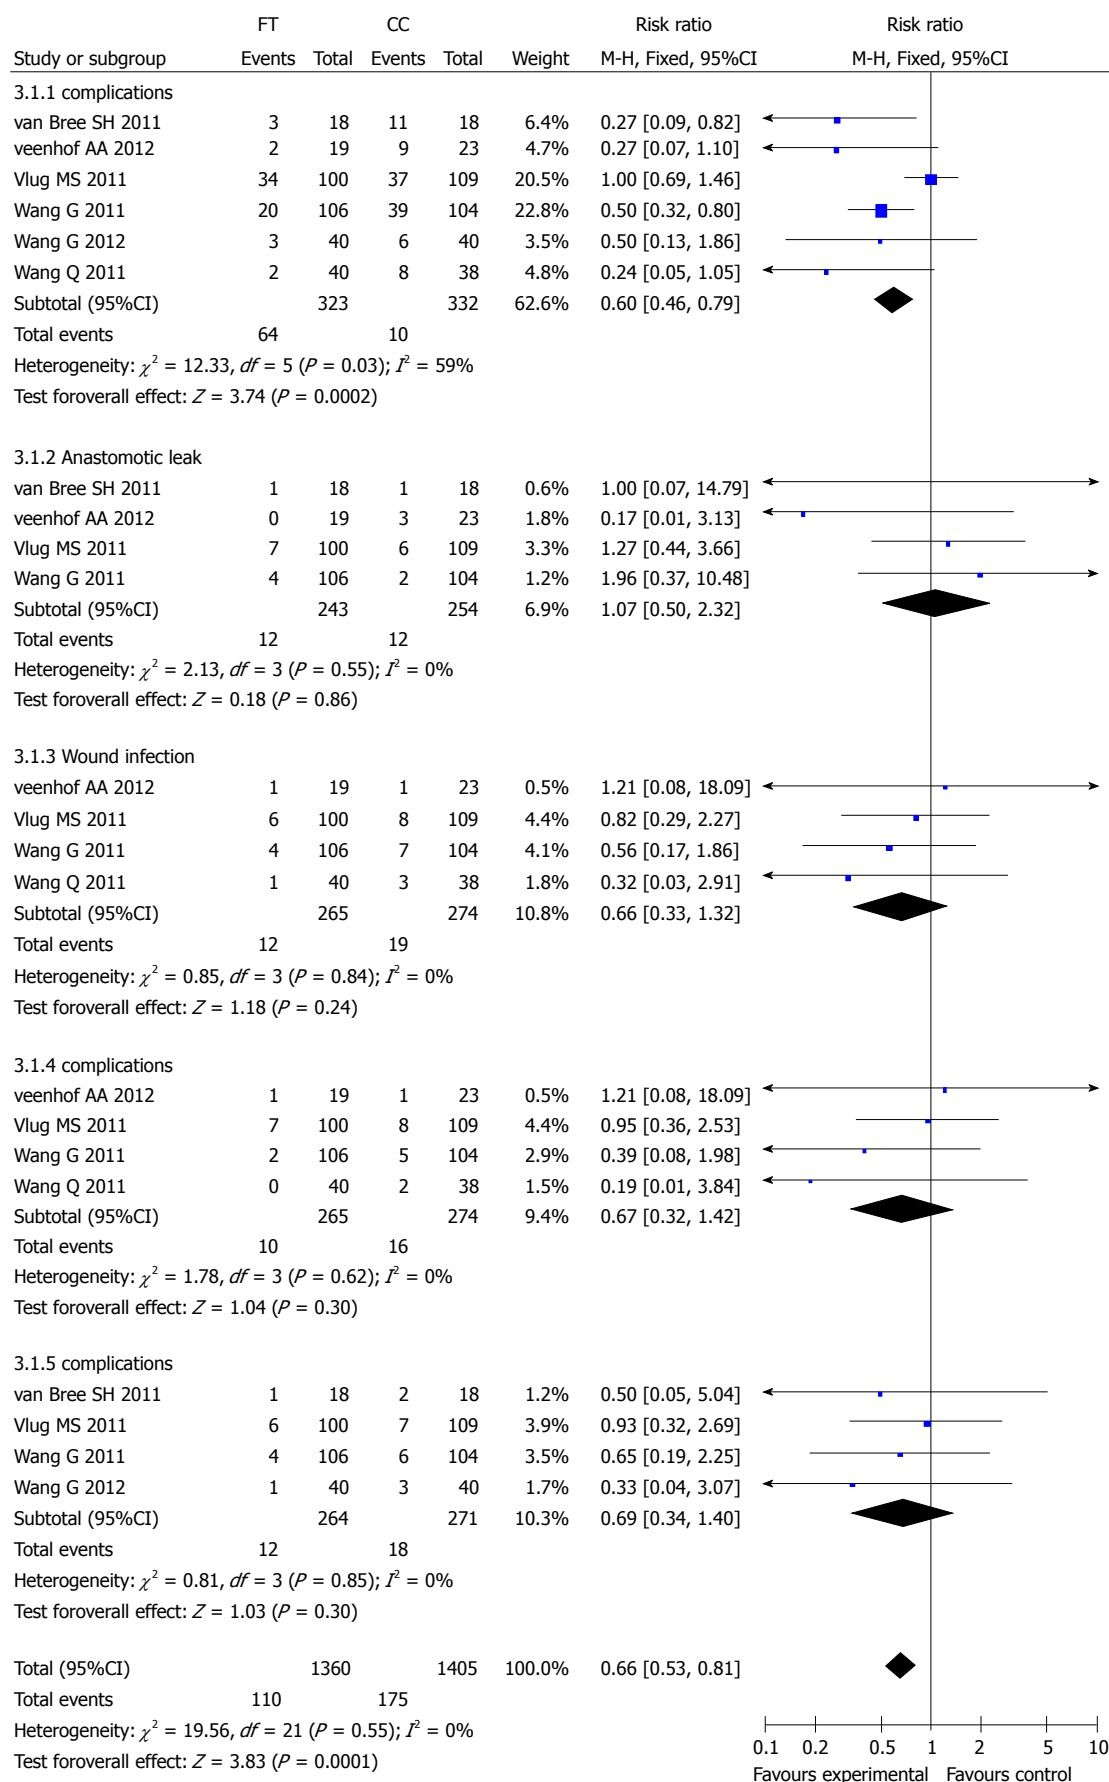 FT CC Risk ratio Risk ratio
Study or subgroup Events Total Events Total Weight M-H, Fixed, 95%CI M-H, Fixed, 95%CI
3.1.1 complications
van Bree SH 2011 3 18 11 18 6.4% 0.27 [0.09, 0.82]
veenhof AA 2012 2 19 9 23 4.7% 0.27 [0.07, 1.10]
Vlug MS 2011 34 100 37 109 20.5% 1.00 [0.69, 1.46]
Wang G 2011 20 106 39 104 22.8% 0.50 [0.32, 0.80]
Wang G 2012 3 40 6 40 3.5% 0.50 [0.13, 1.86]
Wang Q 2011 2 40 8 38 4.8% 0.24 [0.05, 1.05]
Subtotal (95%CI) 323 332 62.6% 0.60 [0.46, 0.79]
Total events 64 10
Heterogeneity: χ² = 12.33, df = 5 (P = 0.03); I² = 59%
Test foroverall effect: Z = 3.74 (P = 0.0002)
3.1.2 Anastomotic leak
van Bree SH 2011 1 18 1 18 0.6% 1.00 [0.07, 14.79]
veenhof AA 2012 0 19 3 23 1.8% 0.17 [0.01, 3.13]
Vlug MS 2011 7 100 6 109 3.3% 1.27 [0.44, 3.66]
Wang G 2011 4 106 2 104 1.2% 1.96 [0.37, 10.48]
Subtotal (95%CI) 243 254 6.9% 1.07 [0.50, 2.32]
Total events 12 12
Heterogeneity: χ² = 2.13, df = 3 (P = 0.55); I² = 0%
Test foroverall effect: Z = 0.18 (P = 0.86)
3.1.3 Wound infection
veenhof AA 2012 1 19 1 23 0.5% 1.21 [0.08, 18.09]
Vlug MS 2011 6 100 8 109 4.4% 0.82 [0.29, 2.27]
Wang G 2011 4 106 7 104 4.1% 0.56 [0.17, 1.86]
Wang Q 2011 1 40 3 38 1.8% 0.32 [0.03, 2.91]
Subtotal (95%CI) 265 274 10.8% 0.66 [0.33, 1.32]
Total events 12 19
Heterogeneity: χ² = 0.85, df = 3 (P = 0.84); I² = 0%
Test foroverall effect: Z = 1.18 (P = 0.24)
3.1.4 complications
veenhof AA 2012 1 19 1 23 0.5% 1.21 [0.08, 18.09]
Vlug MS 2011 7 100 8 109 4.4% 0.95 [0.36, 2.53]
Wang G 2011 2 106 5 104 2.9% 0.39 [0.08, 1.98]
Wang Q 2011 0 40 2 38 1.5% 0.19 [0.01, 3.84]
Subtotal (95%CI) 265 274 9.4% 0.67 [0.32, 1.42]
Total events 10 16
Heterogeneity: χ² = 1.78, df = 3 (P = 0.62); I² = 0%
Test foroverall effect: Z = 1.04 (P = 0.30)
3.1.5 complications
van Bree SH 2011 1 18 2 18 1.2% 0.50 [0.05, 5.04]
Vlug MS 2011 6 100 7 109 3.9% 0.93 [0.32, 2.69]
Wang G 2011 4 106 6 104 3.5% 0.65 [0.19, 2.25]
Wang G 2012 1 40 3 40 1.7% 0.33 [0.04, 3.07]
Subtotal (95%CI) 264 271 10.3% 0.69 [0.34, 1.40]
Total events 12 18
Heterogeneity: χ² = 0.81, df = 3 (P = 0.85); I² = 0%
Test foroverall effect: Z = 1.03 (P = 0.30)
Total (95%CI) 1360 1405 100.0% 0.66 [0.53, 0.81]
Total events 110 175
Heterogeneity: χ² = 19.56, df = 21 (P = 0.55); I² = 0%
Test foroverall effect: Z = 3.83 (P = 0.0001)
0.1 0.2 0.5 1 2 5 10
Favours experimental Favours control